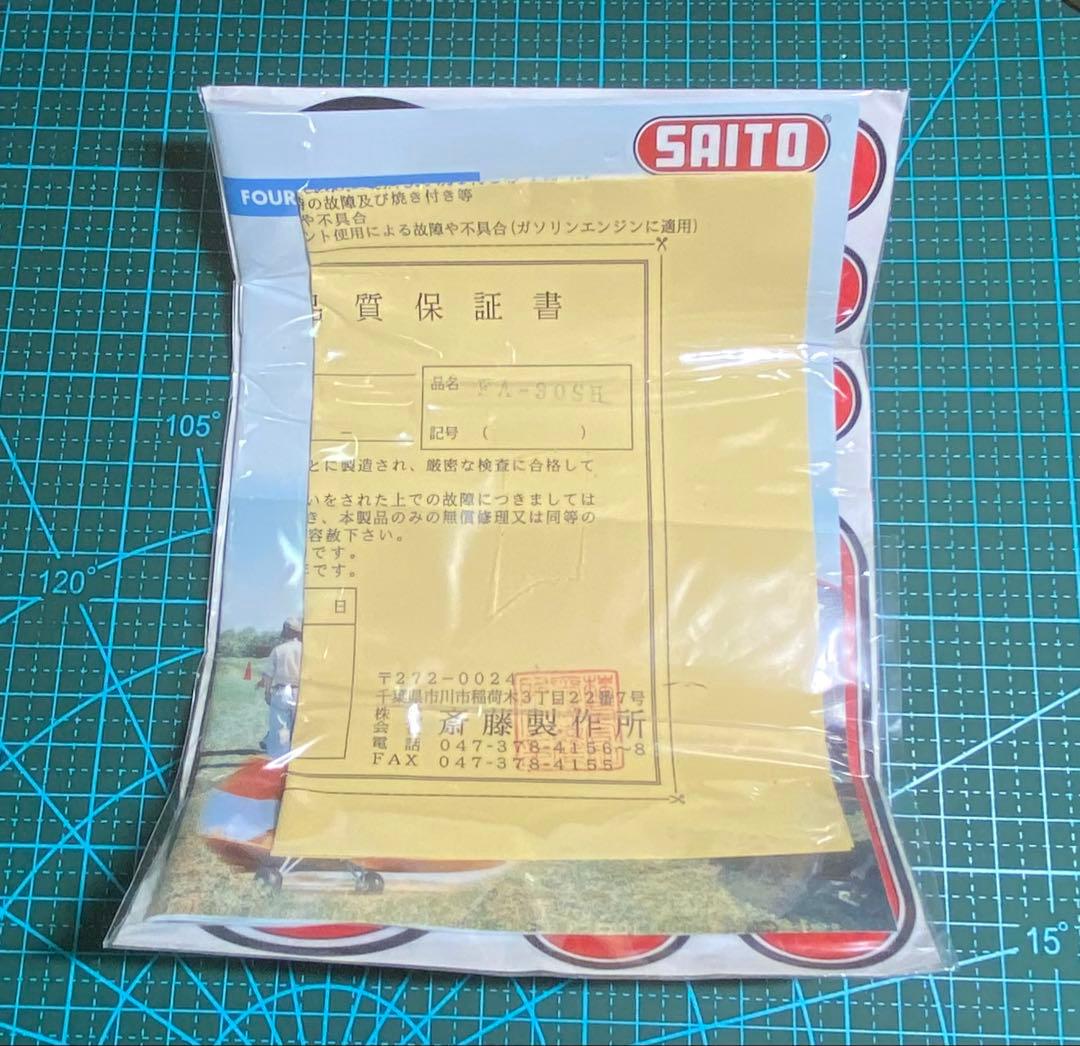 SAITO
FOUR
の故障及び焼き付き等
や不具合
ント使用による故障や不具合(ガソリンエンジンに適用)
品質保証書
品名
記号 ( )
とに製造され、厳密な検査に合格して
いをされた上での故障につきましては
き、本製品のみの無償修理又は同等の
容赦下さい。
です。
です。
日
〒272-0024
千葉県市川市稲荷木3丁目22番7号
株
会
斎藤製作所
電話 047-378-4156~8
FAX 047-378-4155
105°
120°
15°